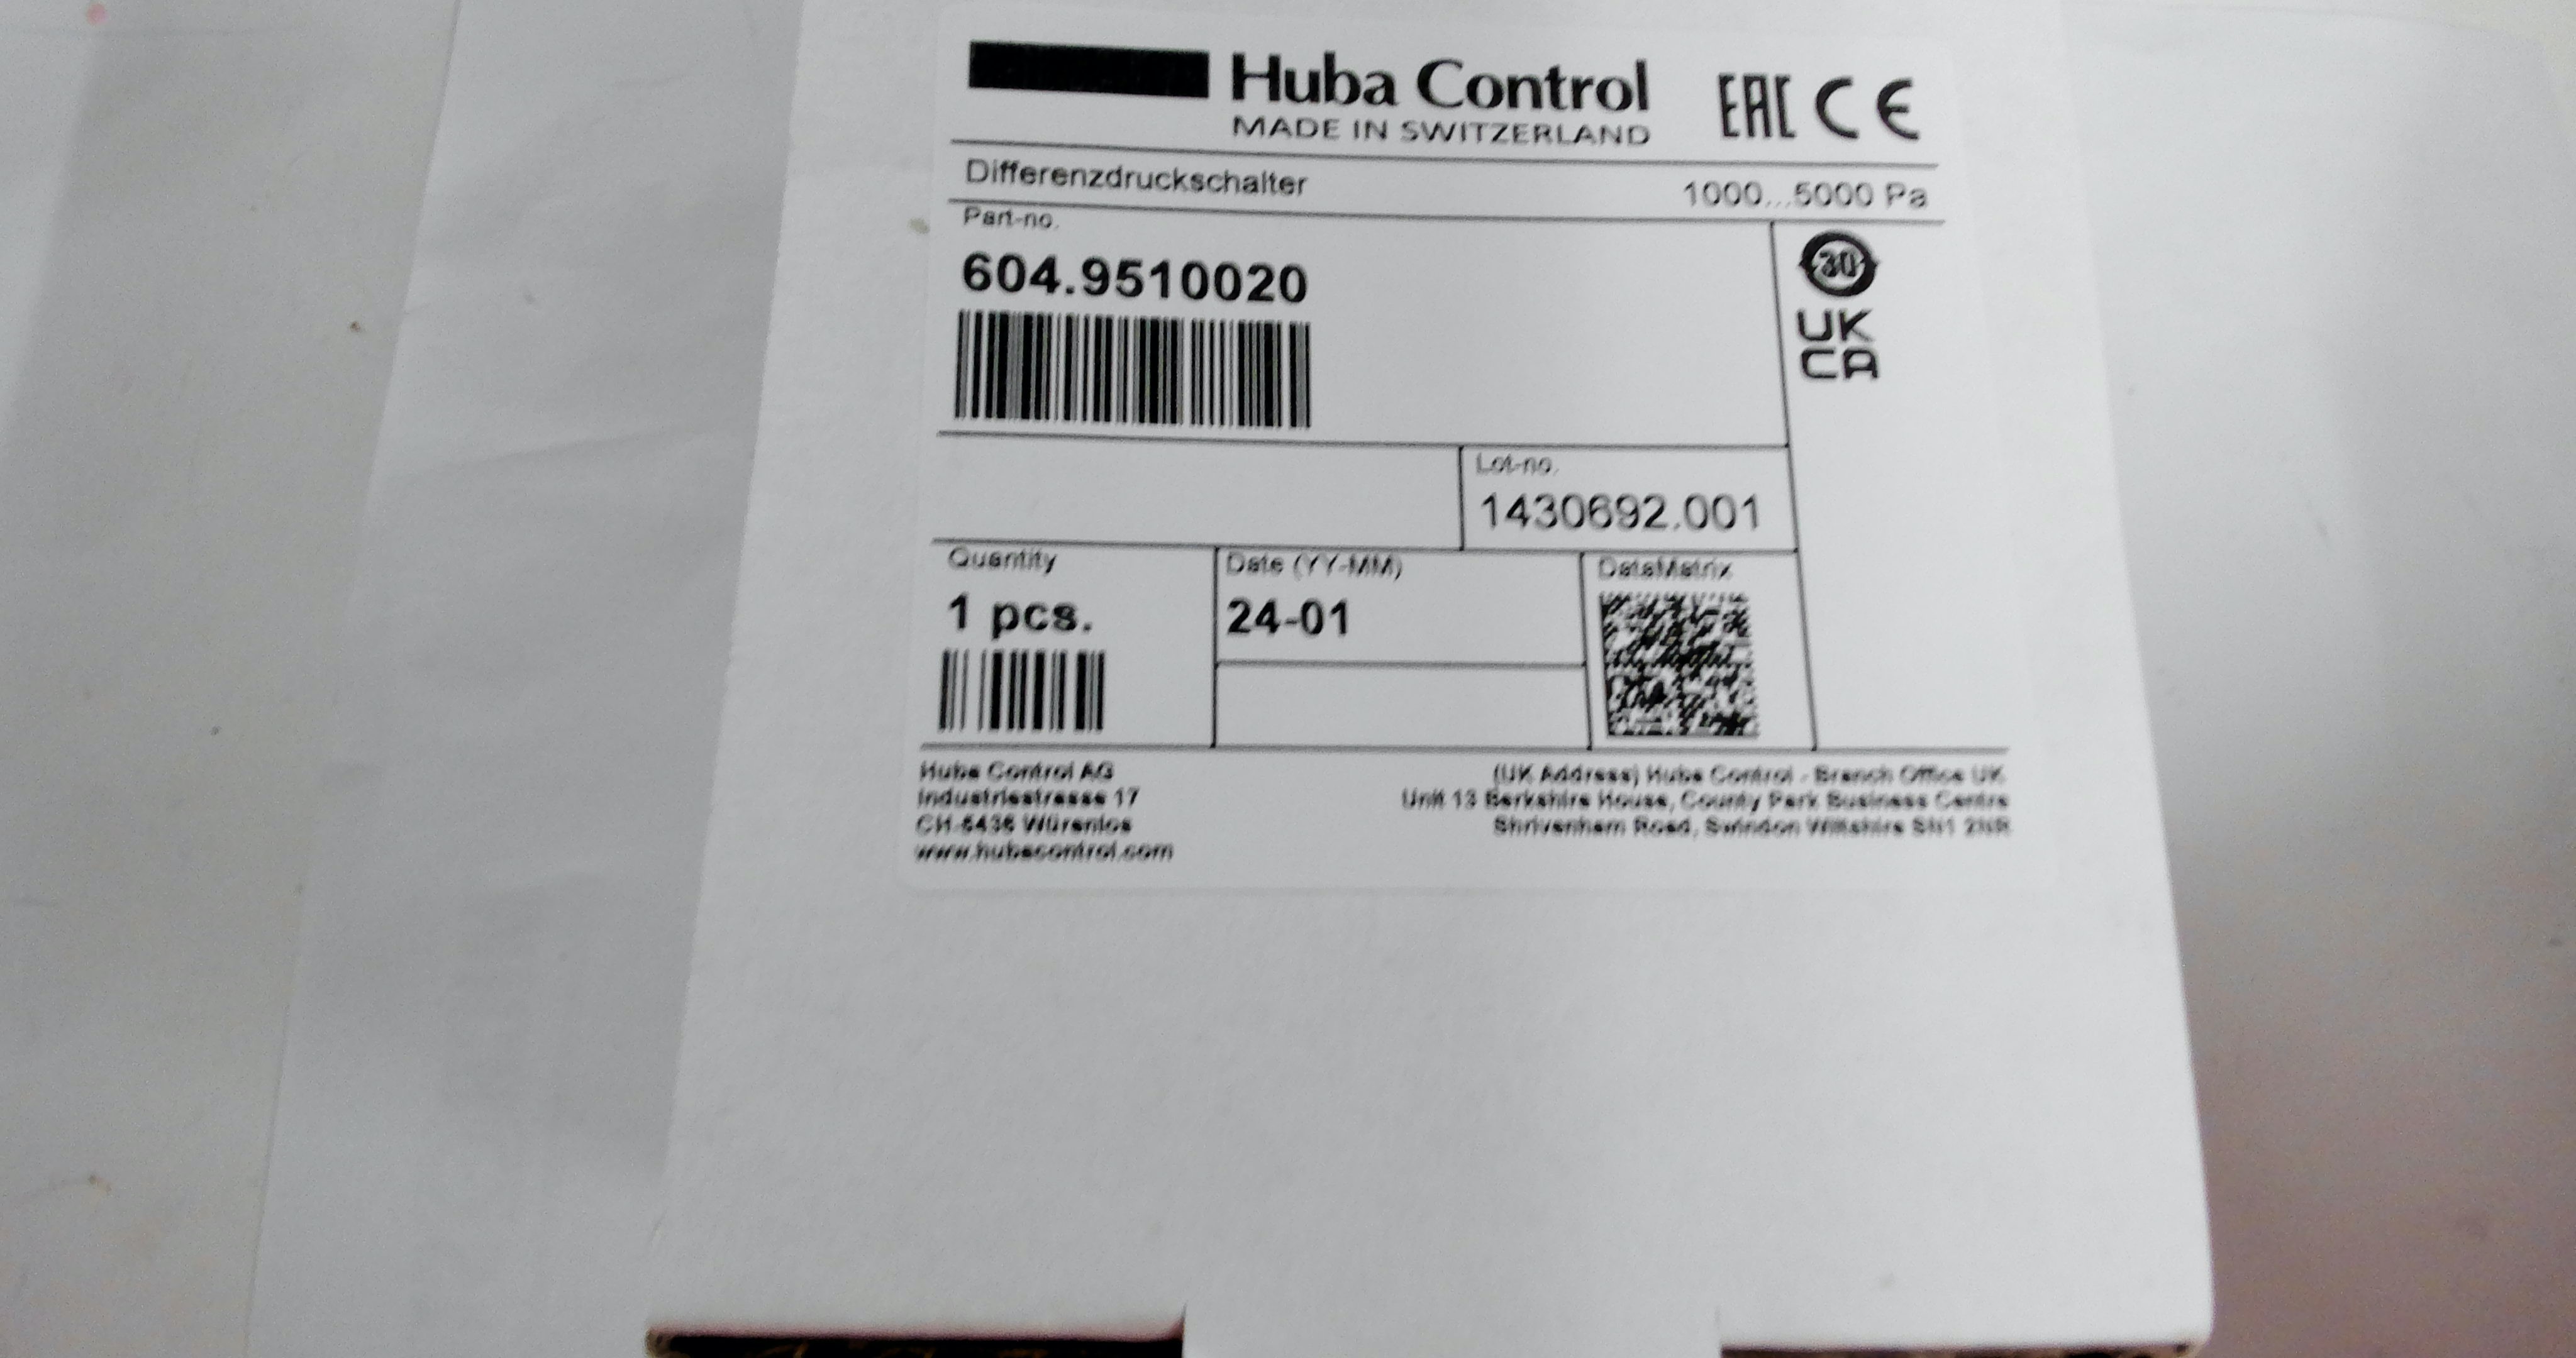 Huba Control
MADE IN SWITZERLAND
EAC CE
Differenzdruckschalter 1000...5000 Pa
Part-no.
604.9510020
30
UK
CA
Lot-no.
1430692.001
Quantity
1 pcs.
Date (YY-MM)
24-01
DataMatrix
Huba Control AG
Industriestrasse 17
CH-5436 Würenlos
www.hubacontrol.com
(UK Address) Huba Control - Branch Office UK
Unit 13 Berkshire House, County Park Business Centre
Shrivenham Road, Swindon Wiltshire SN1 2NR